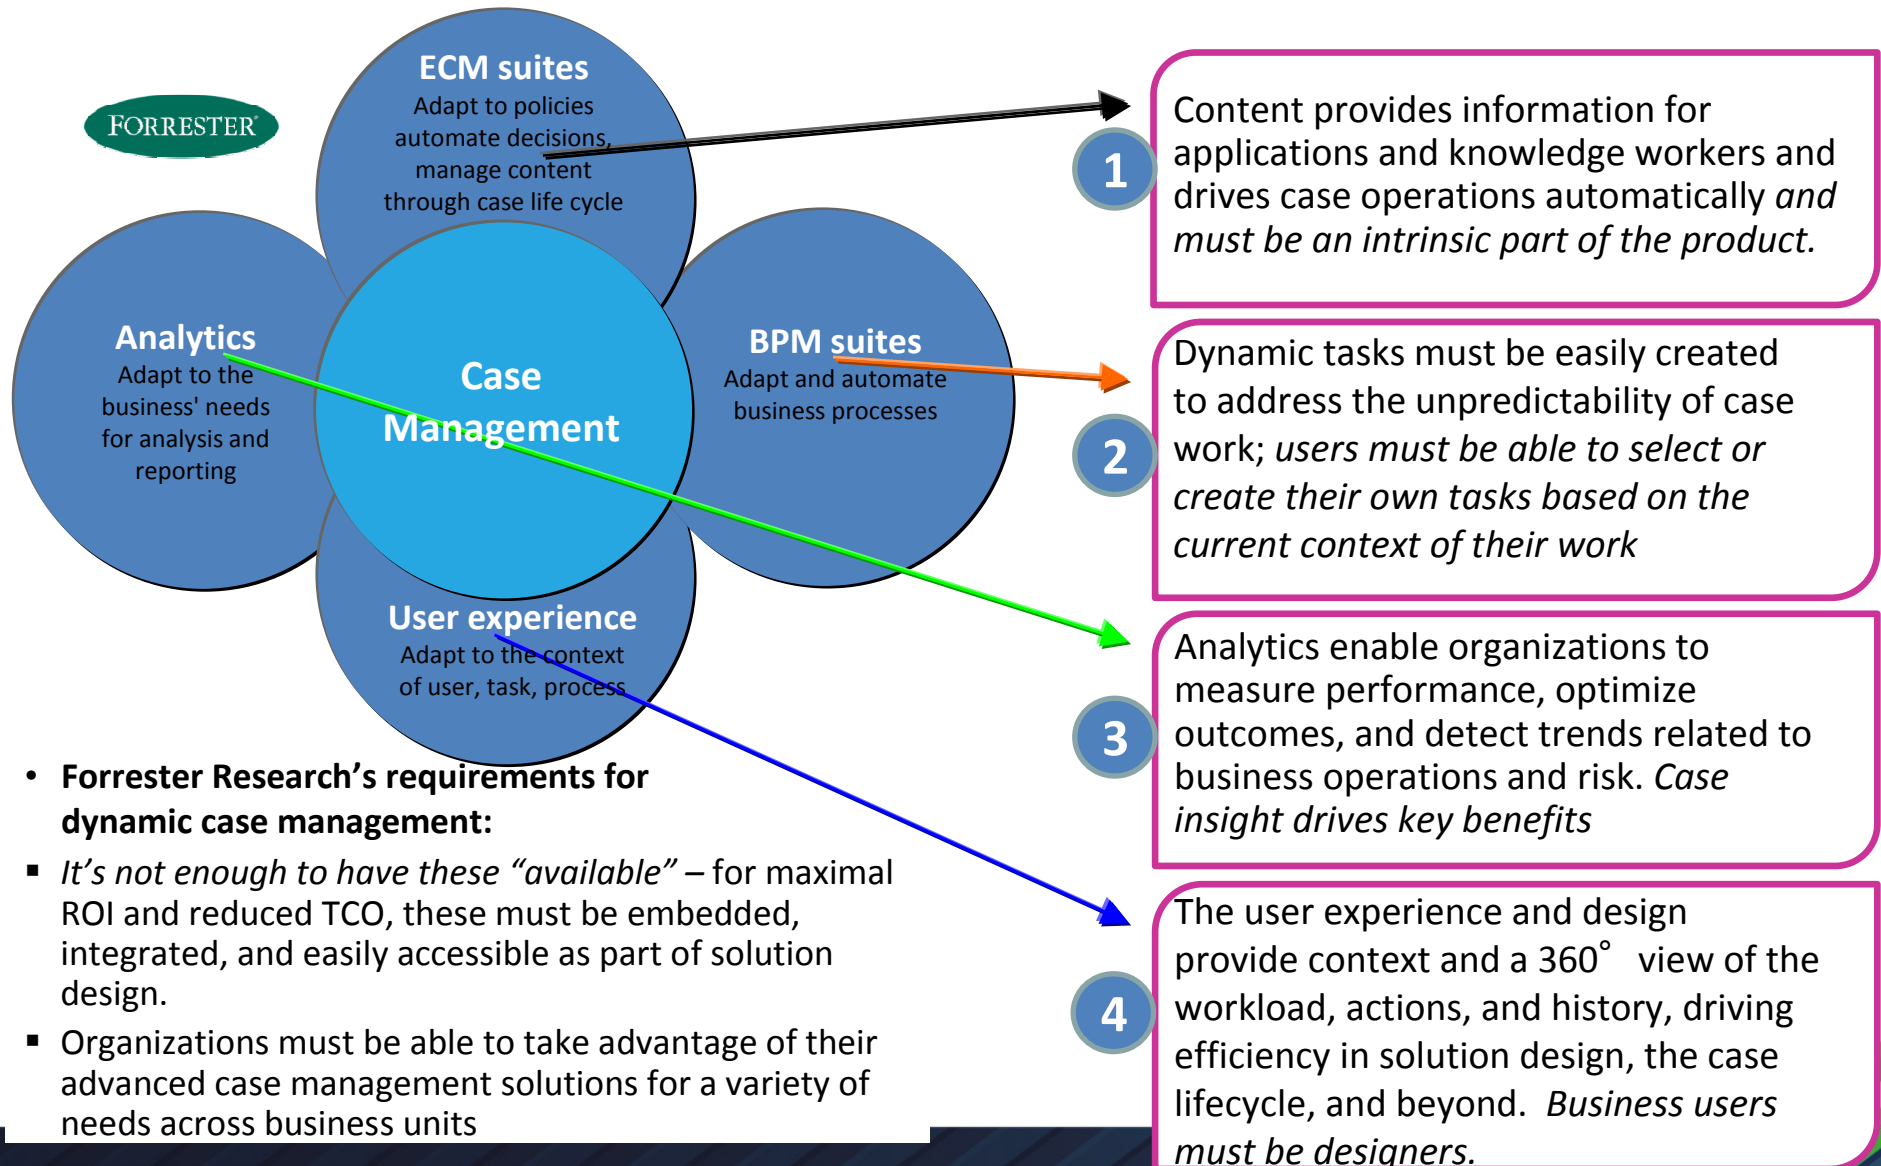 FORRESTER®
ECM suites
Adapt to policies
automate decisions,
manage content
through case life cycle
Analytics
Adapt to the
business' needs
for analysis and
reporting
Case
Management
BPM suites
Adapt and automate
business processes
User experience
Adapt to the context
of user, task, process
• Forrester Research’s requirements for
dynamic case management:
▪ It’s not enough to have these “available” – for maximal
ROI and reduced TCO, these must be embedded,
integrated, and easily accessible as part of solution
design.
▪ Organizations must be able to take advantage of their
advanced case management solutions for a variety of
needs across business units
1
Content provides information for
applications and knowledge workers and
drives case operations automatically and
must be an intrinsic part of the product.
2
Dynamic tasks must be easily created
to address the unpredictability of case
work; users must be able to select or
create their own tasks based on the
current context of their work
3
Analytics enable organizations to
measure performance, optimize
outcomes, and detect trends related to
business operations and risk. Case
insight drives key benefits
4
The user experience and design
provide context and a 360° view of the
workload, actions, and history, driving
efficiency in solution design, the case
lifecycle, and beyond. Business users
must be designers.